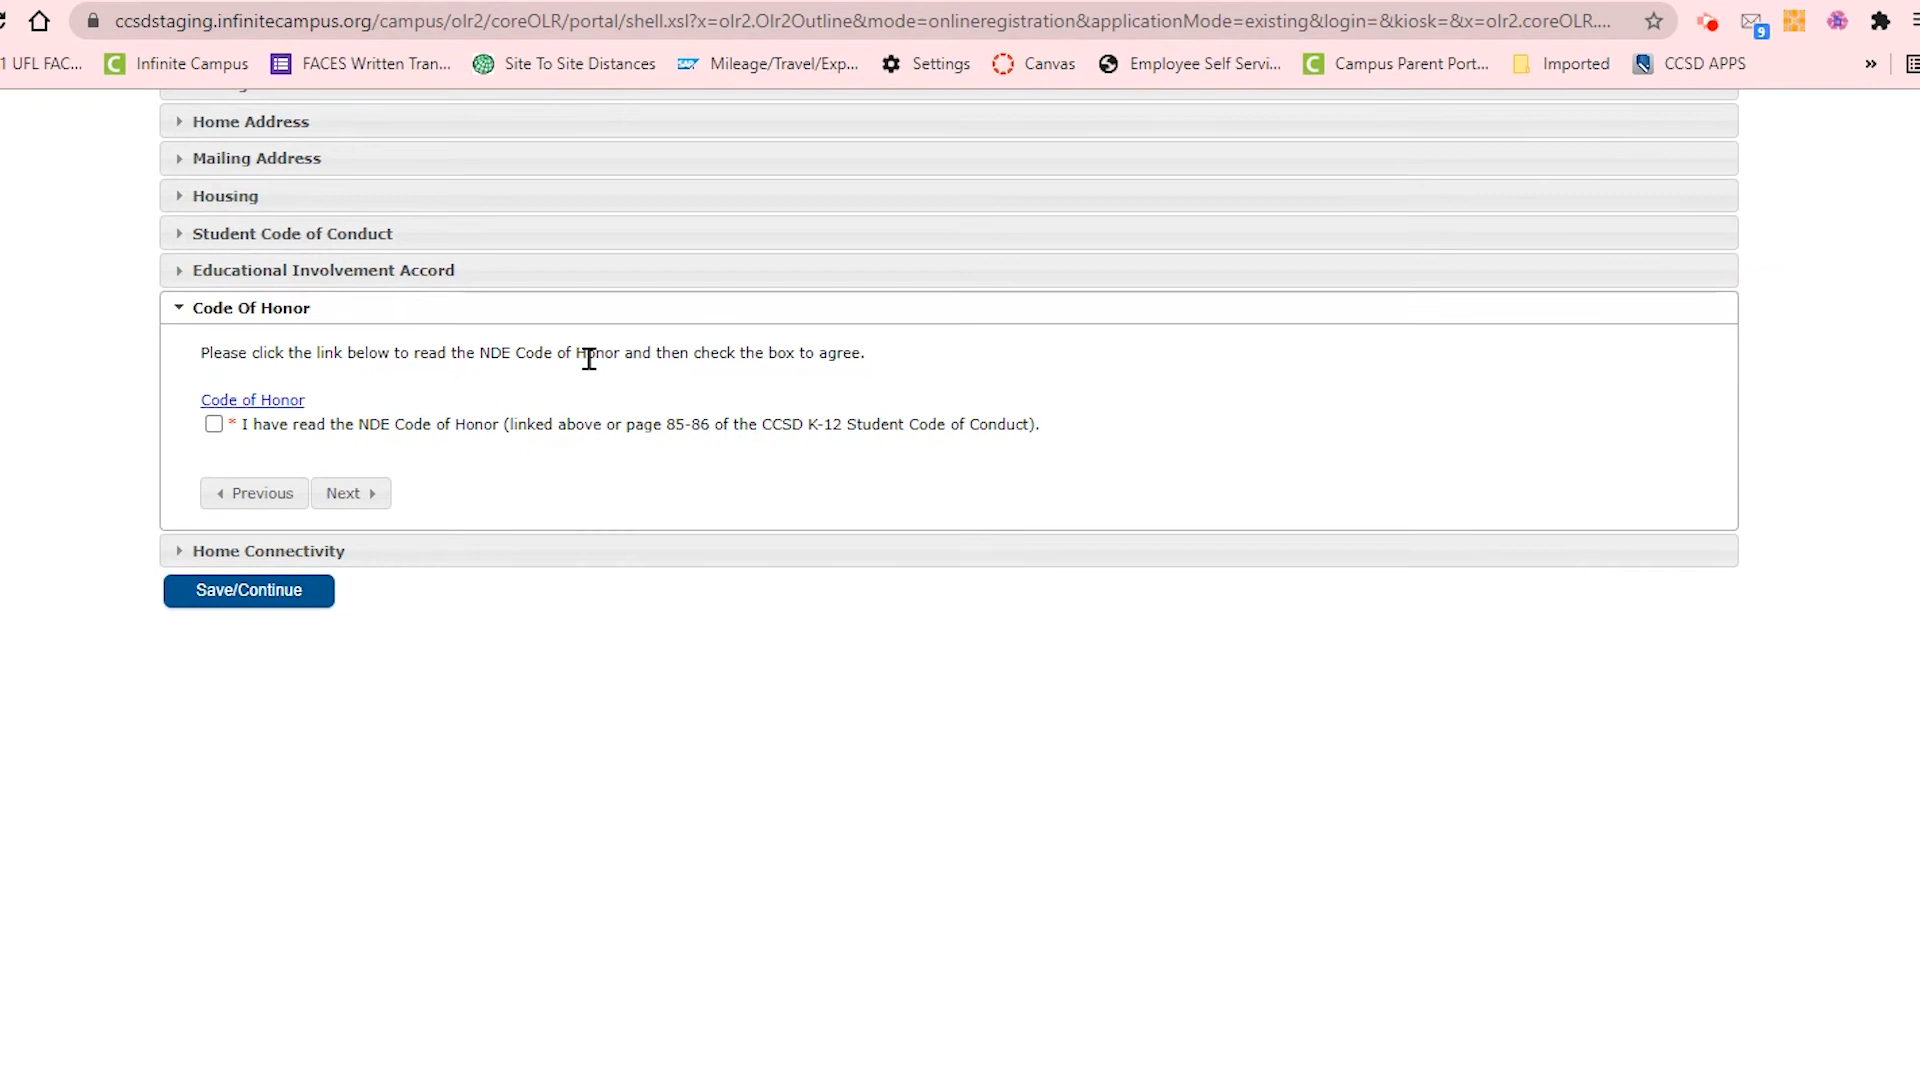 ccsdstaging.infinitecampus.org/campus/olr2/coreOLR/portal/shell.xsl?x=olr2.Olr2Outline&mode=onlineregistration&applicationMode=existing&login=&kiosk=&x=olr2.coreOLR....
9
1 UFL FAC... Infinite Campus FACES Written Tran... Site To Site Distances SAP Mileage/Travel/Exp... Settings Canvas Employee Self Servi... Campus Parent Port... Imported CCSD APPS »
Home Address
Mailing Address
Housing
Student Code of Conduct
Educational Involvement Accord
Code Of Honor
Please click the link below to read the NDE Code of Honor and then check the box to agree.
Code of Honor
* I have read the NDE Code of Honor (linked above or page 85-86 of the CCSD K-12 Student Code of Conduct).
Previous Next
Home Connectivity
Save/Continue